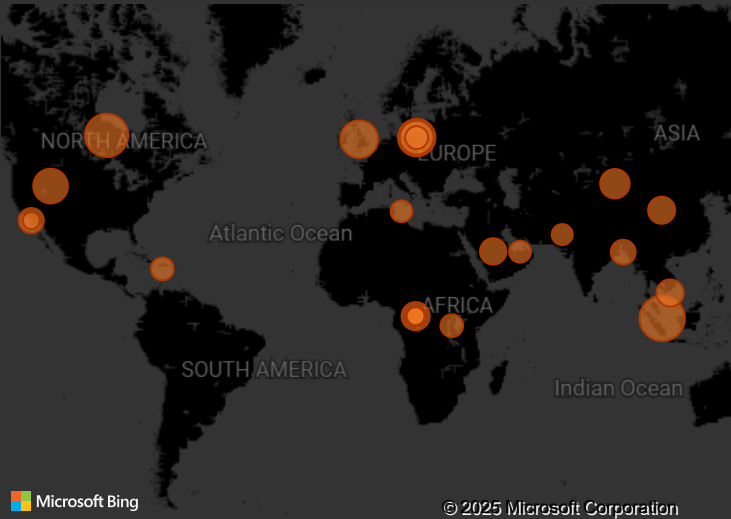 NORTH AMERICA
ASIA
EUROPE
Atlantic Ocean
AFRICA
SOUTH AMERICA
Indian Ocean
Microsoft Bing
© 2025 Microsoft Corporation